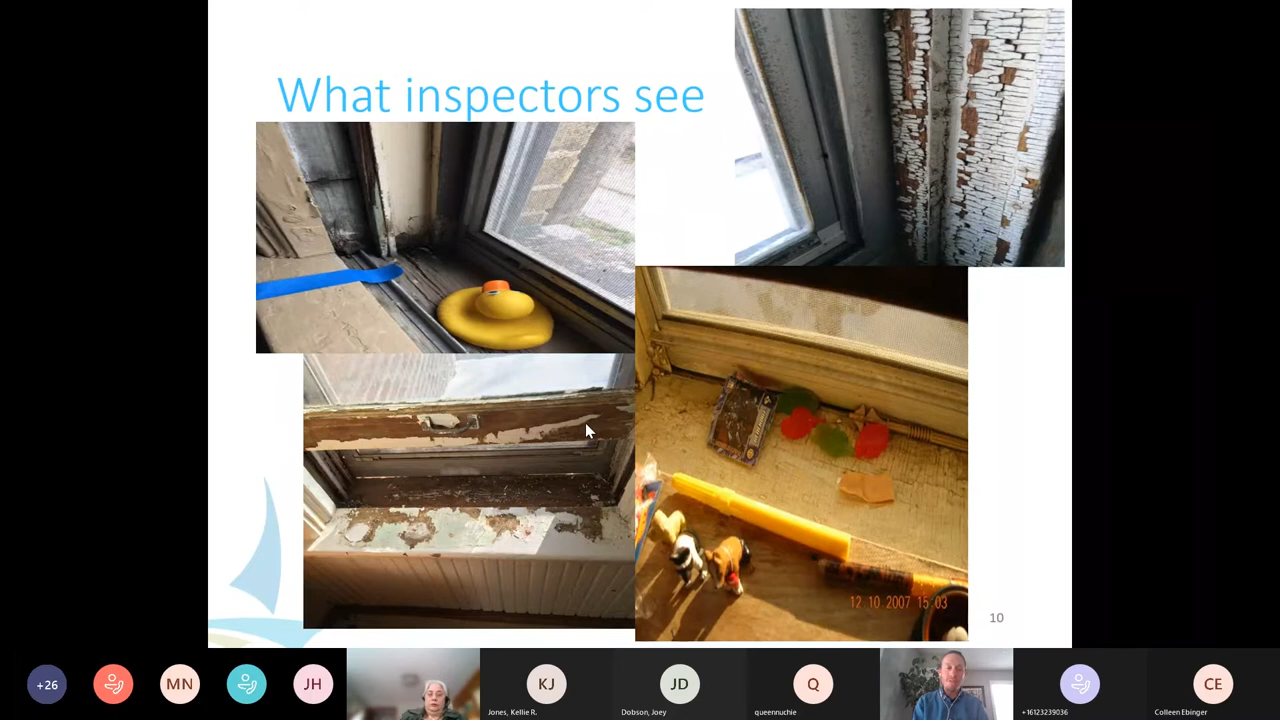 What inspectors see
12 10 2007 15:03
10
+26
MN
JH
KJ
Jones, Kellie R.
JD
Dobson, Joey
Q
queennuchie
+16123239036
CE
Colleen Ebinger